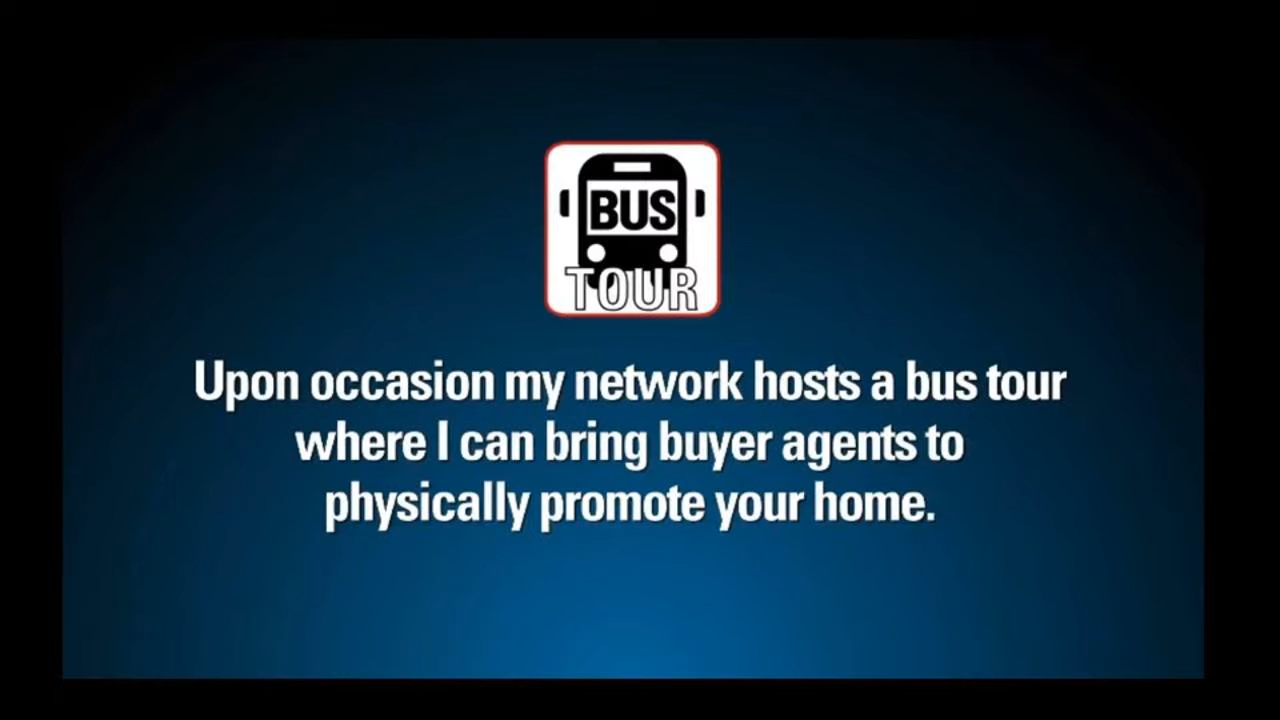 BUS
TOUR
Upon occasion my network hosts a bus tour
where I can bring buyer agents to
physically promote your home.